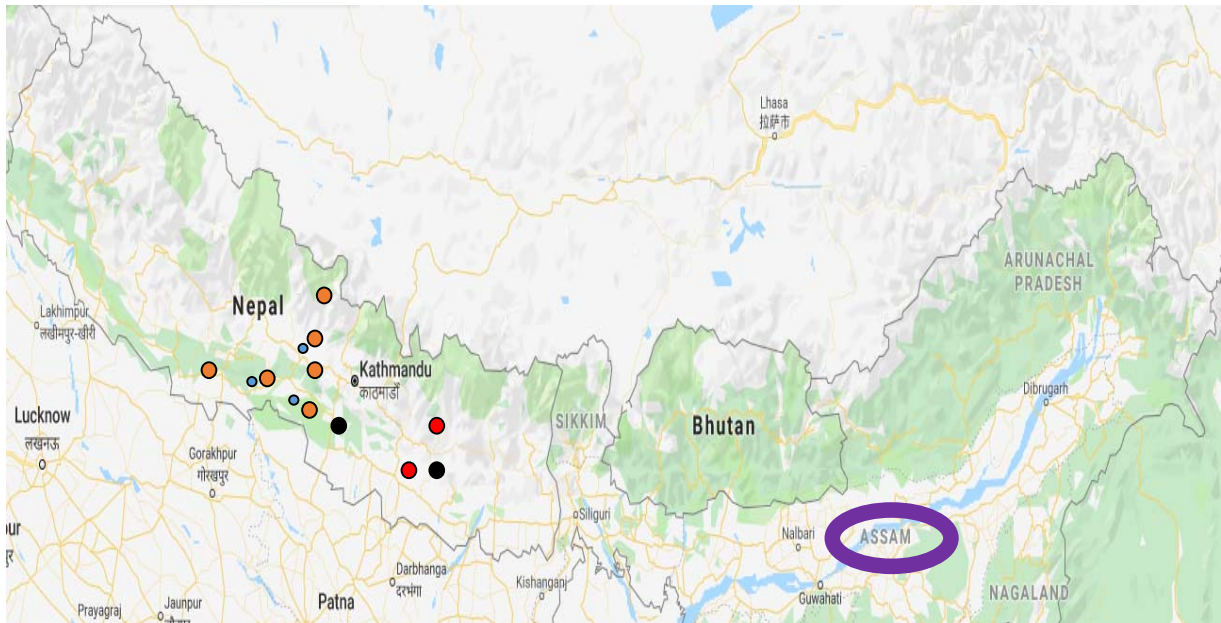 Lhasa
拉萨市
ARUNACHAL
PRADESH
Nepal
Lakhimpur
लखीमपुर-खीरी
Kathmandu
काठमाडौँ
Dibrugarh
Lucknow
लखनऊ
SIKKIM
Bhutan
Gorakhpur
गोरखपुर
Siliguri
Nalbari
ASSAM
Darbhanga
दरभंगा
Kishanganj
Guwahati
NAGALAND
Patna
Prayagraj
Jaunpur